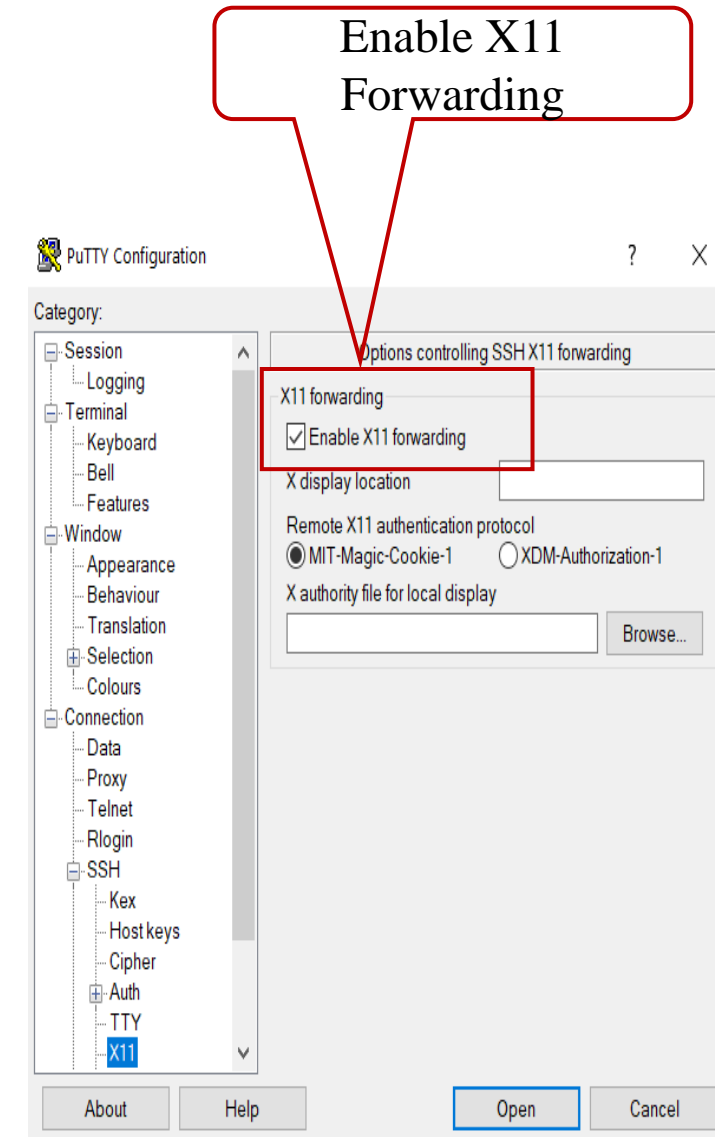 Enable X11
Forwarding
PuTTY Configuration
?
X
Category:
Session
Logging
Terminal
Keyboard
Bell
Features
Window
Appearance
Behaviour
Translation
Selection
Colours
Connection
Data
Proxy
Telnet
Rlogin
SSH
Kex
Host keys
Cipher
Auth
TTY
X11
Options controlling SSH X11 forwarding
X11 forwarding
Enable X11 forwarding
X display location
Remote X11 authentication protocol
MIT-Magic-Cookie-1 XDM-Authorization-1
X authority file for local display
Browse...
About Help Open Cancel